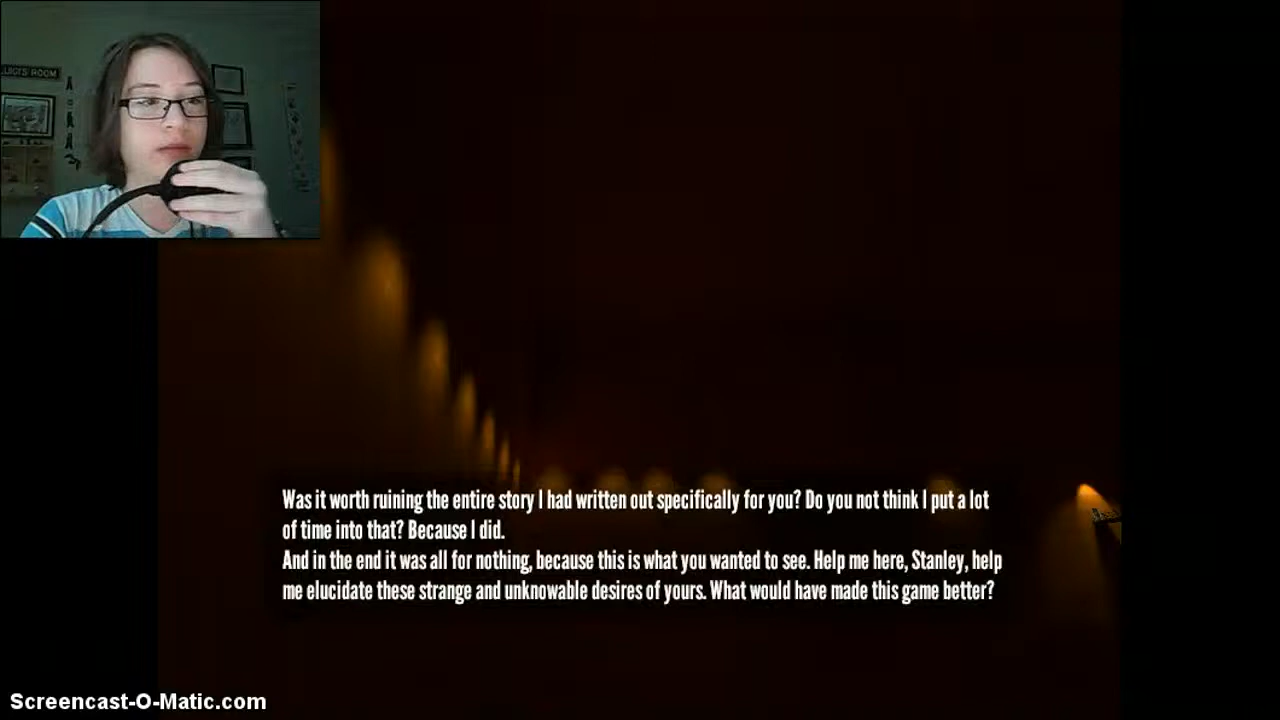 LUIGI'S ROOM
Was it worth ruining the entire story I had written out specifically for you? Do you not think I put a lot
of time into that? Because I did.
And in the end it was all for nothing, because this is what you wanted to see. Help me here, Stanley, help
me elucidate these strange and unknowable desires of yours. What would have made this game better?
Screencast-O-Matic.com